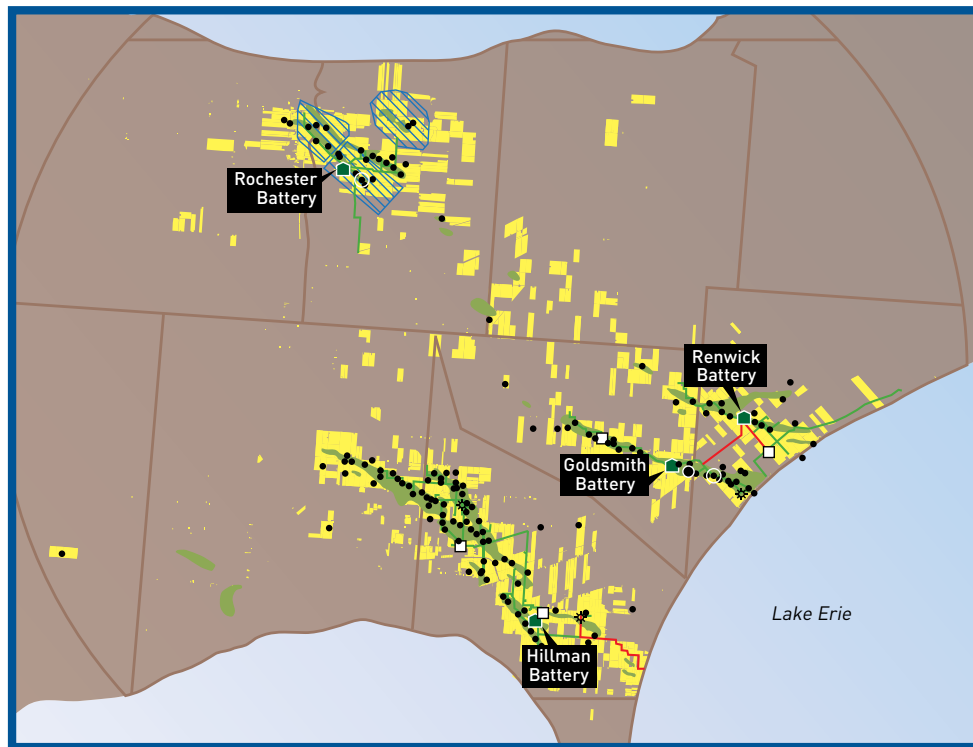 Rochester
Battery
Renwick
Battery
Goldsmith
Battery
Lake Erie
Hillman
Battery